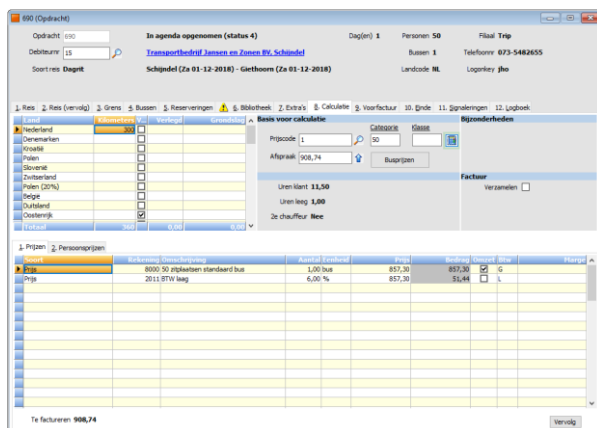 690 (Opdracht)
Opdracht 690 In agenda opgenomen (status 4) Dag(en) 1 Personen 50 Filiaal Trip
Debiteurnr 15 Transportbedrijf Jansen en Zonen BV, Schijndel Bussen 1 Telefoonnr 073-5482655
Soort reis Dagrit Schijndel (Za 01-12-2018) - Giethoorn (Za 01-12-2018) Landcode NL Logonkey jho
1. Reis 2. Reis (vervolg) 3. Grens 4. Bussen 5. Reserveringen 6. Bibliotheek 7. Extra's 8. Calculatie 9. Voorfactuur 10. Einde 11. Signaleringen 12. Logboek
Land Kilometers V... Verlegd Grondslag
Nederland 300
Denemarken
Kroatië
Polen
Slovenië
Zwitserland
Polen (20%)
België
Duitsland
Oostenrijk
Totaal 360 0,00 0,00
Basis voor calculatie
Categorie Klasse
Prijscode 1 50
Afspraak 908,74 Busprijzen
Uren klant 11,50
Uren leeg 1,00
2e chauffeur Nee
Bijzonderheden
Factuur
Verzamelen
1. Prijzen 2. Persoonsprijzen
Soort Rekening Omschrijving Aantal Eenheid Prijs Bedrag Omzet Btw Marge
Prijs 8000 50 zitplaatsen standaard bus 1,00 bus 857,30 857,30 G
Prijs 2011 BTW laag 6,00 % 857,30 51,44 L
Te factureren 908,74
Vervolg